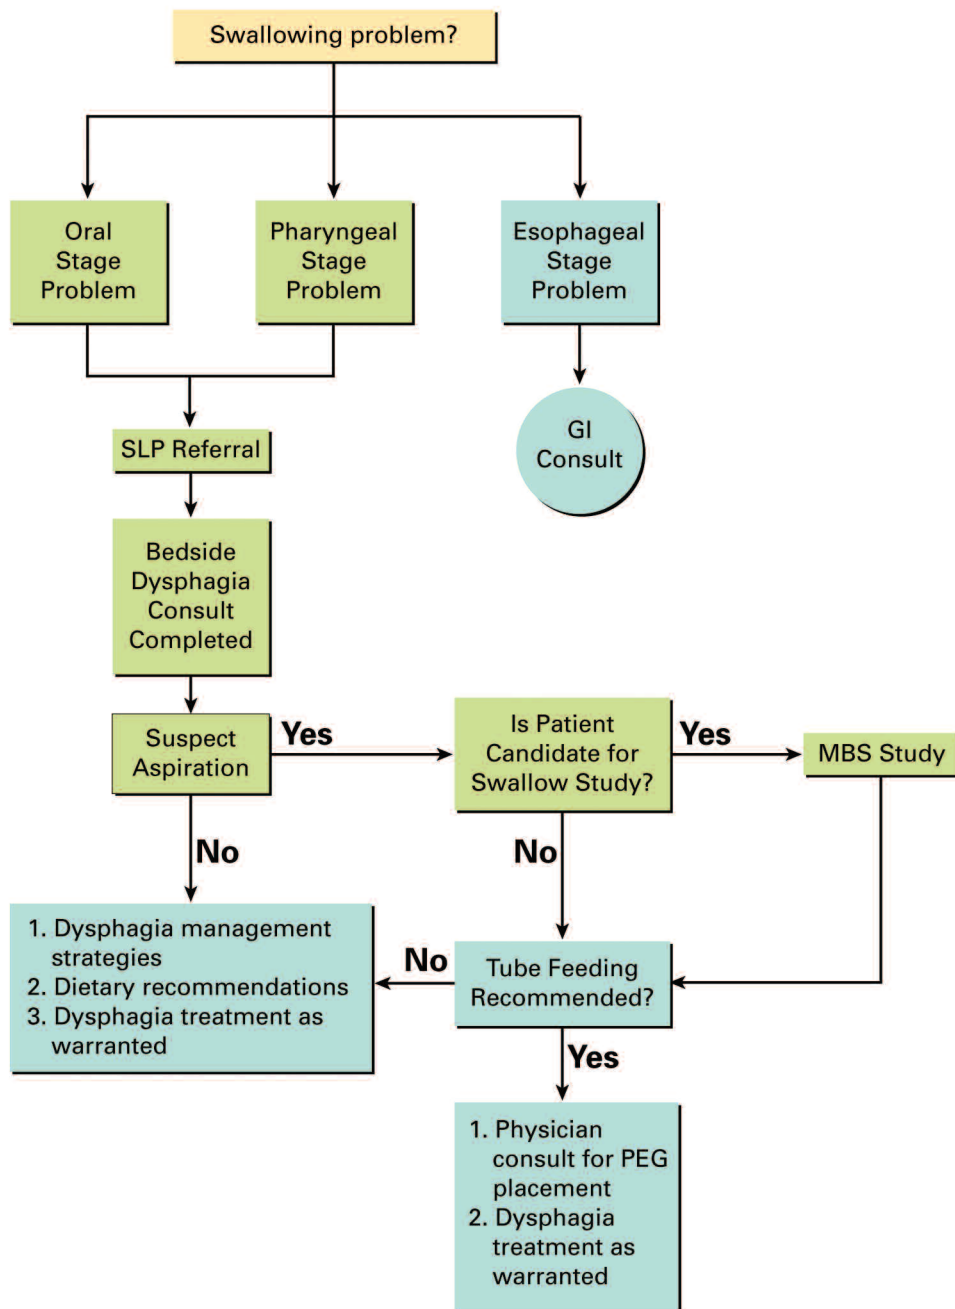 Swallowing problem?
Oral
Stage
Problem
Pharyngeal
Stage
Problem
Esophageal
Stage
Problem
GI
Consult
SLP Referral
Bedside
Dysphagia
Consult
Completed
Suspect
Aspiration
Yes
Is Patient
Candidate for
Swallow Study?
Yes
MBS Study
No
No
1. Dysphagia management
strategies
2. Dietary recommendations
3. Dysphagia treatment as
warranted
No
Tube Feeding
Recommended?
Yes
1. Physician
consult for PEG
placement
2. Dysphagia
treatment as
warranted